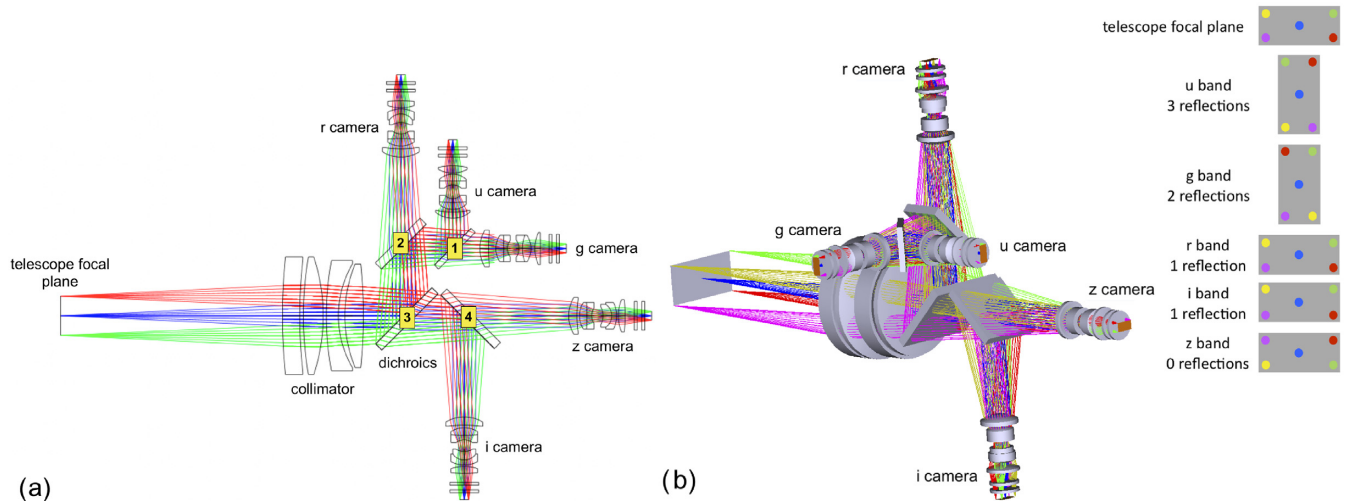 r camera
u camera
2
1
g camera
telescope focal
plane
3
4
z camera
collimator
dichroics
i camera
(a)
r camera
g camera
u camera
z camera
i camera
(b)
telescope focal plane
u band
3 reflections
g band
2 reflections
r band
1 reflection
i band
1 reflection
z band
0 reflections